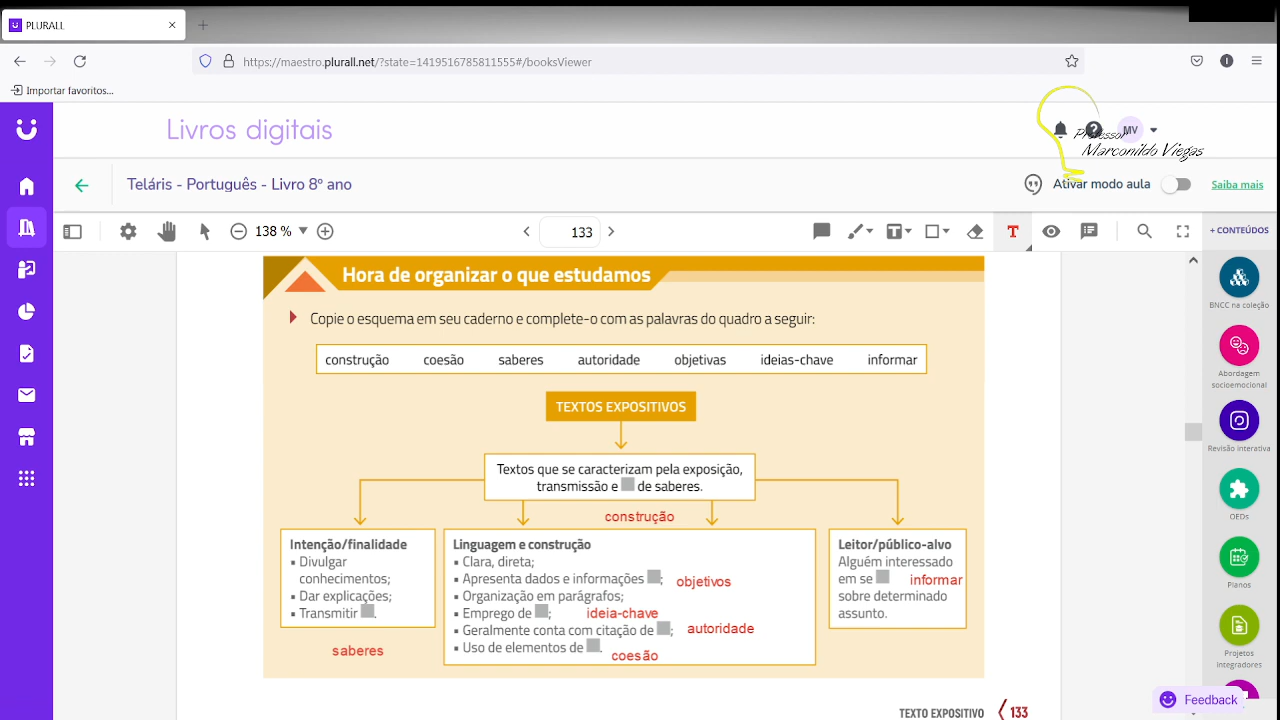 PLURALL
https://maestro.plurall.net/?state=1419516785811555#/booksViewer
Importar favoritos...
Livros digitais
MV
Professor
Marconildo Viegas
Teláris - Português - Livro 8º ano
Ativar modo aula
Saiba mais
138 %
133
T
+ CONTEÚDOS
Hora de organizar o que estudamos
Copie o esquema em seu caderno e complete-o com as palavras do quadro a seguir:
construção coesão saberes autoridade objetivas ideias-chave informar
TEXTOS EXPOSITIVOS
Textos que se caracterizam pela exposição,
transmissão e de saberes.
construção
Intenção/finalidade
▪ Divulgar
conhecimentos;
▪ Dar explicações;
▪ Transmitir .
saberes
Linguagem e construção
▪ Clara, direta;
▪ Apresenta dados e informações ; objetivos
▪ Organização em parágrafos;
▪ Emprego de ; ideia-chave
▪ Geralmente conta com citação de ; autoridade
▪ Uso de elementos de . coesão
Leitor/público-alvo
Alguém interessado
em se informar
sobre determinado
assunto.
TEXTO EXPOSITIVO 133
BNCC na coleção
Abordagem
socioemocional
Revisão interativa
OEDs
Planos
Projetos
integradores
Feedback